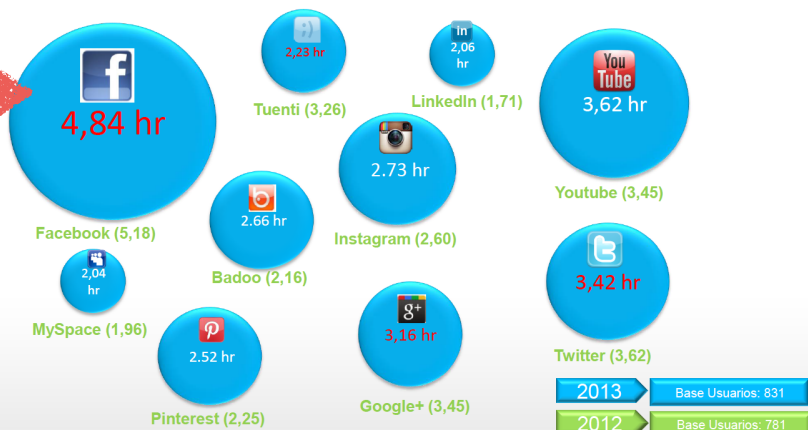 f
4,84 hr
Facebook (5,18)
;)
2,23 hr
Tuenti (3,26)
in
2,06
hr
LinkedIn (1,71)
You
Tube
3,62 hr
Youtube (3,45)
2.73 hr
Instagram (2,60)
b
2.66 hr
Badoo (2,16)
2,04
hr
MySpace (1,96)
t
3,42 hr
Twitter (3,62)
P
2.52 hr
Pinterest (2,25)
g+
3,16 hr
Google+ (3,45)
2013
Base Usuarios: 831
2012
Base Usuarios: 781